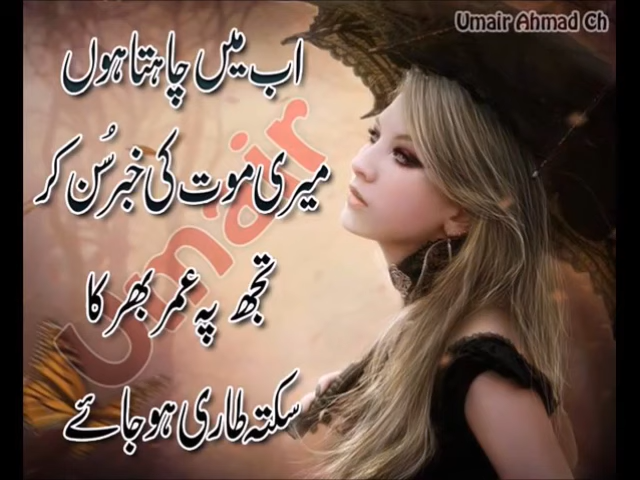 Umair Ahmad Ch
اب میں چاہتا ہوں
میری موت کی خبر سُن کر
تجھ پہ عمر بھر کا
سکتہ طاری ہو جائے
Umair